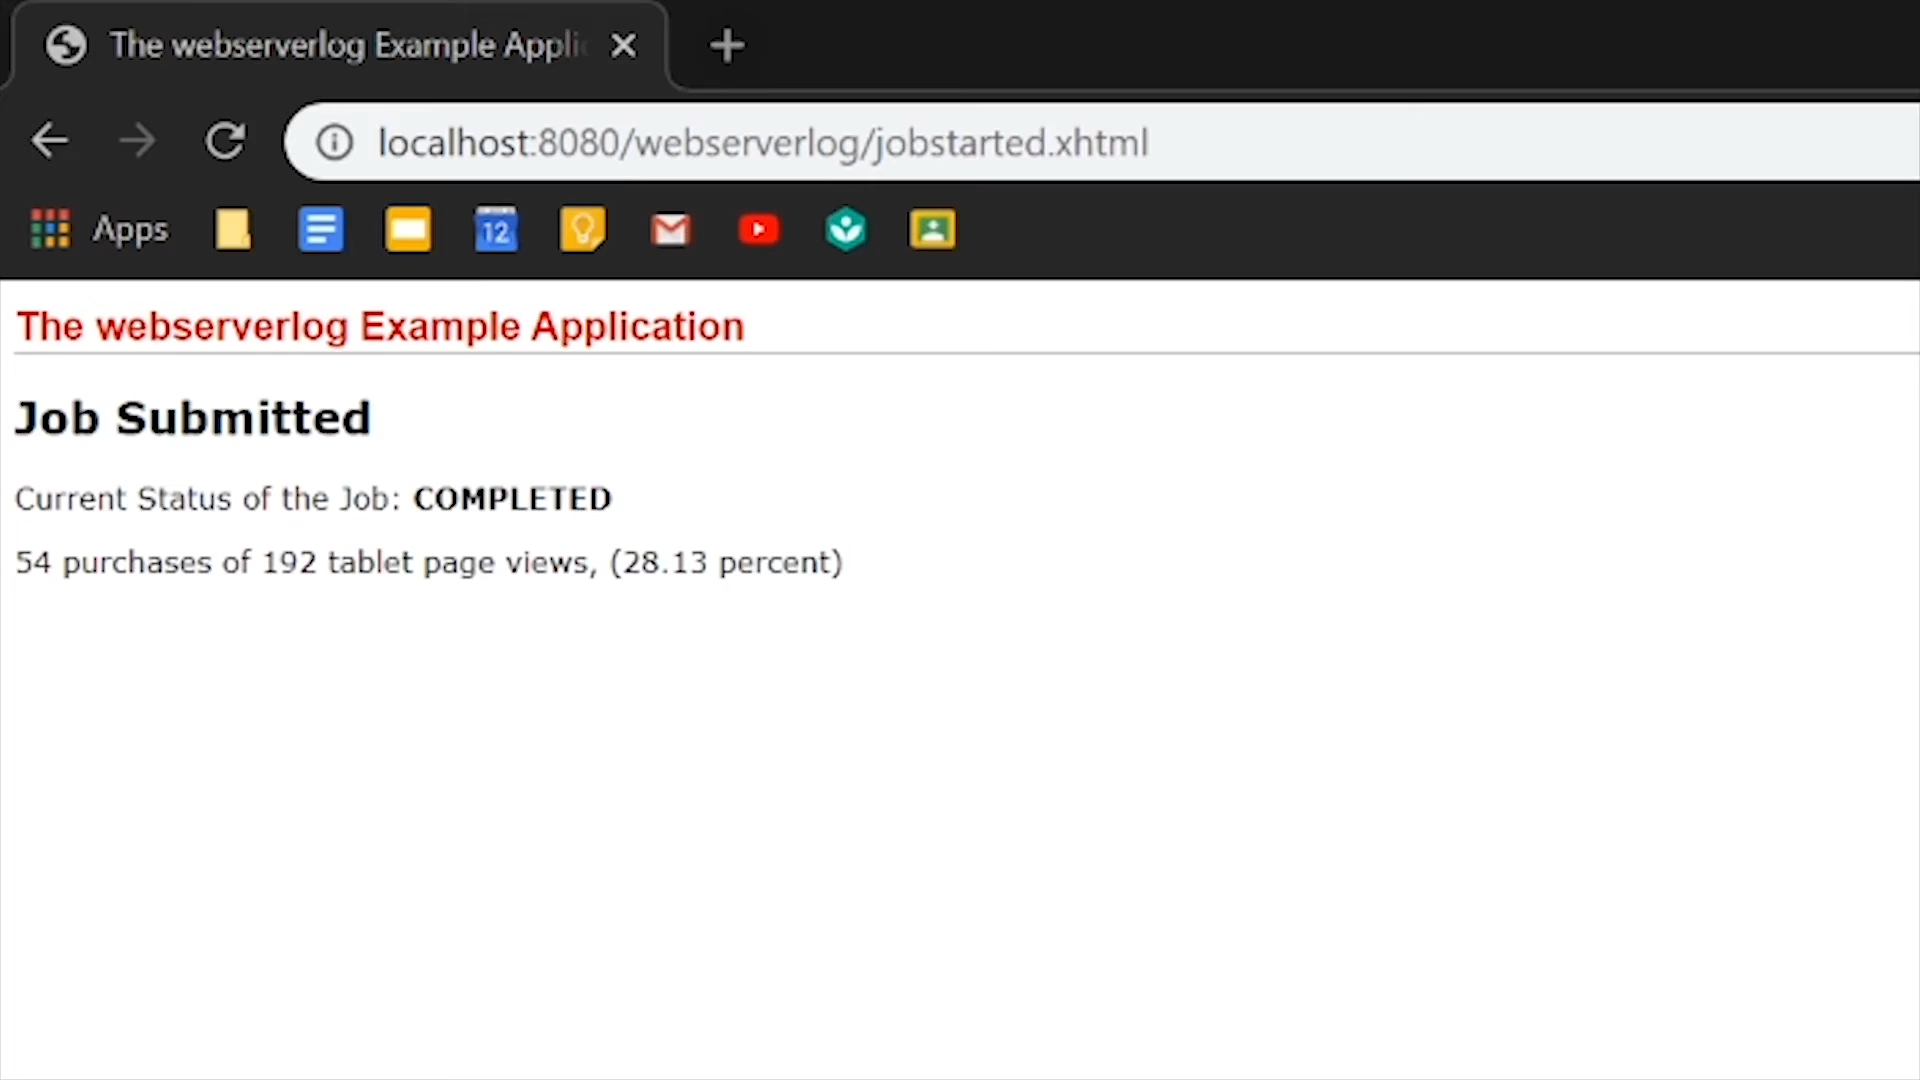 The webserverlog Example Appli
localhost:8080/webserverlog/jobstarted.xhtml
Apps
12
The webserverlog Example Application
Job Submitted
Current Status of the Job: COMPLETED
54 purchases of 192 tablet page views, (28.13 percent)